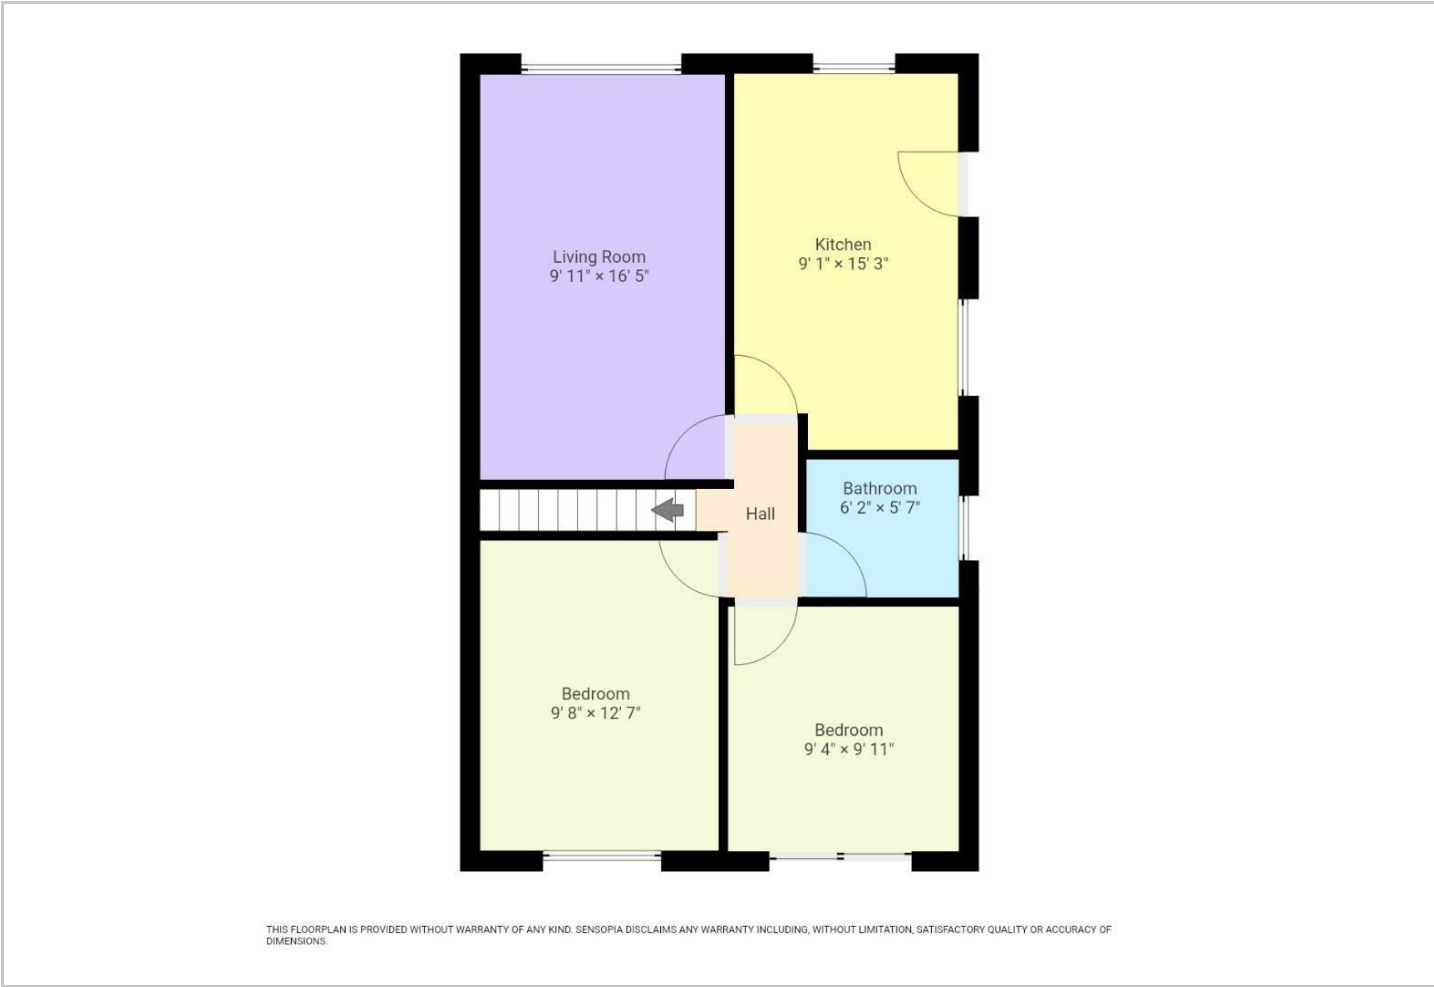 Living Room
9' 11" × 16' 5"
Kitchen
9' 1" × 15' 3"
Bathroom
6' 2" × 5' 7"
Hall
Bedroom
9' 8" × 12' 7"
Bedroom
9' 4" × 9' 11"
THIS FLOORPLAN IS PROVIDED WITHOUT WARRANTY OF ANY KIND. SENSOPIA DISCLAIMS ANY WARRANTY INCLUDING, WITHOUT LIMITATION, SATISFACTORY QUALITY OR ACCURACY OF
DIMENSIONS.